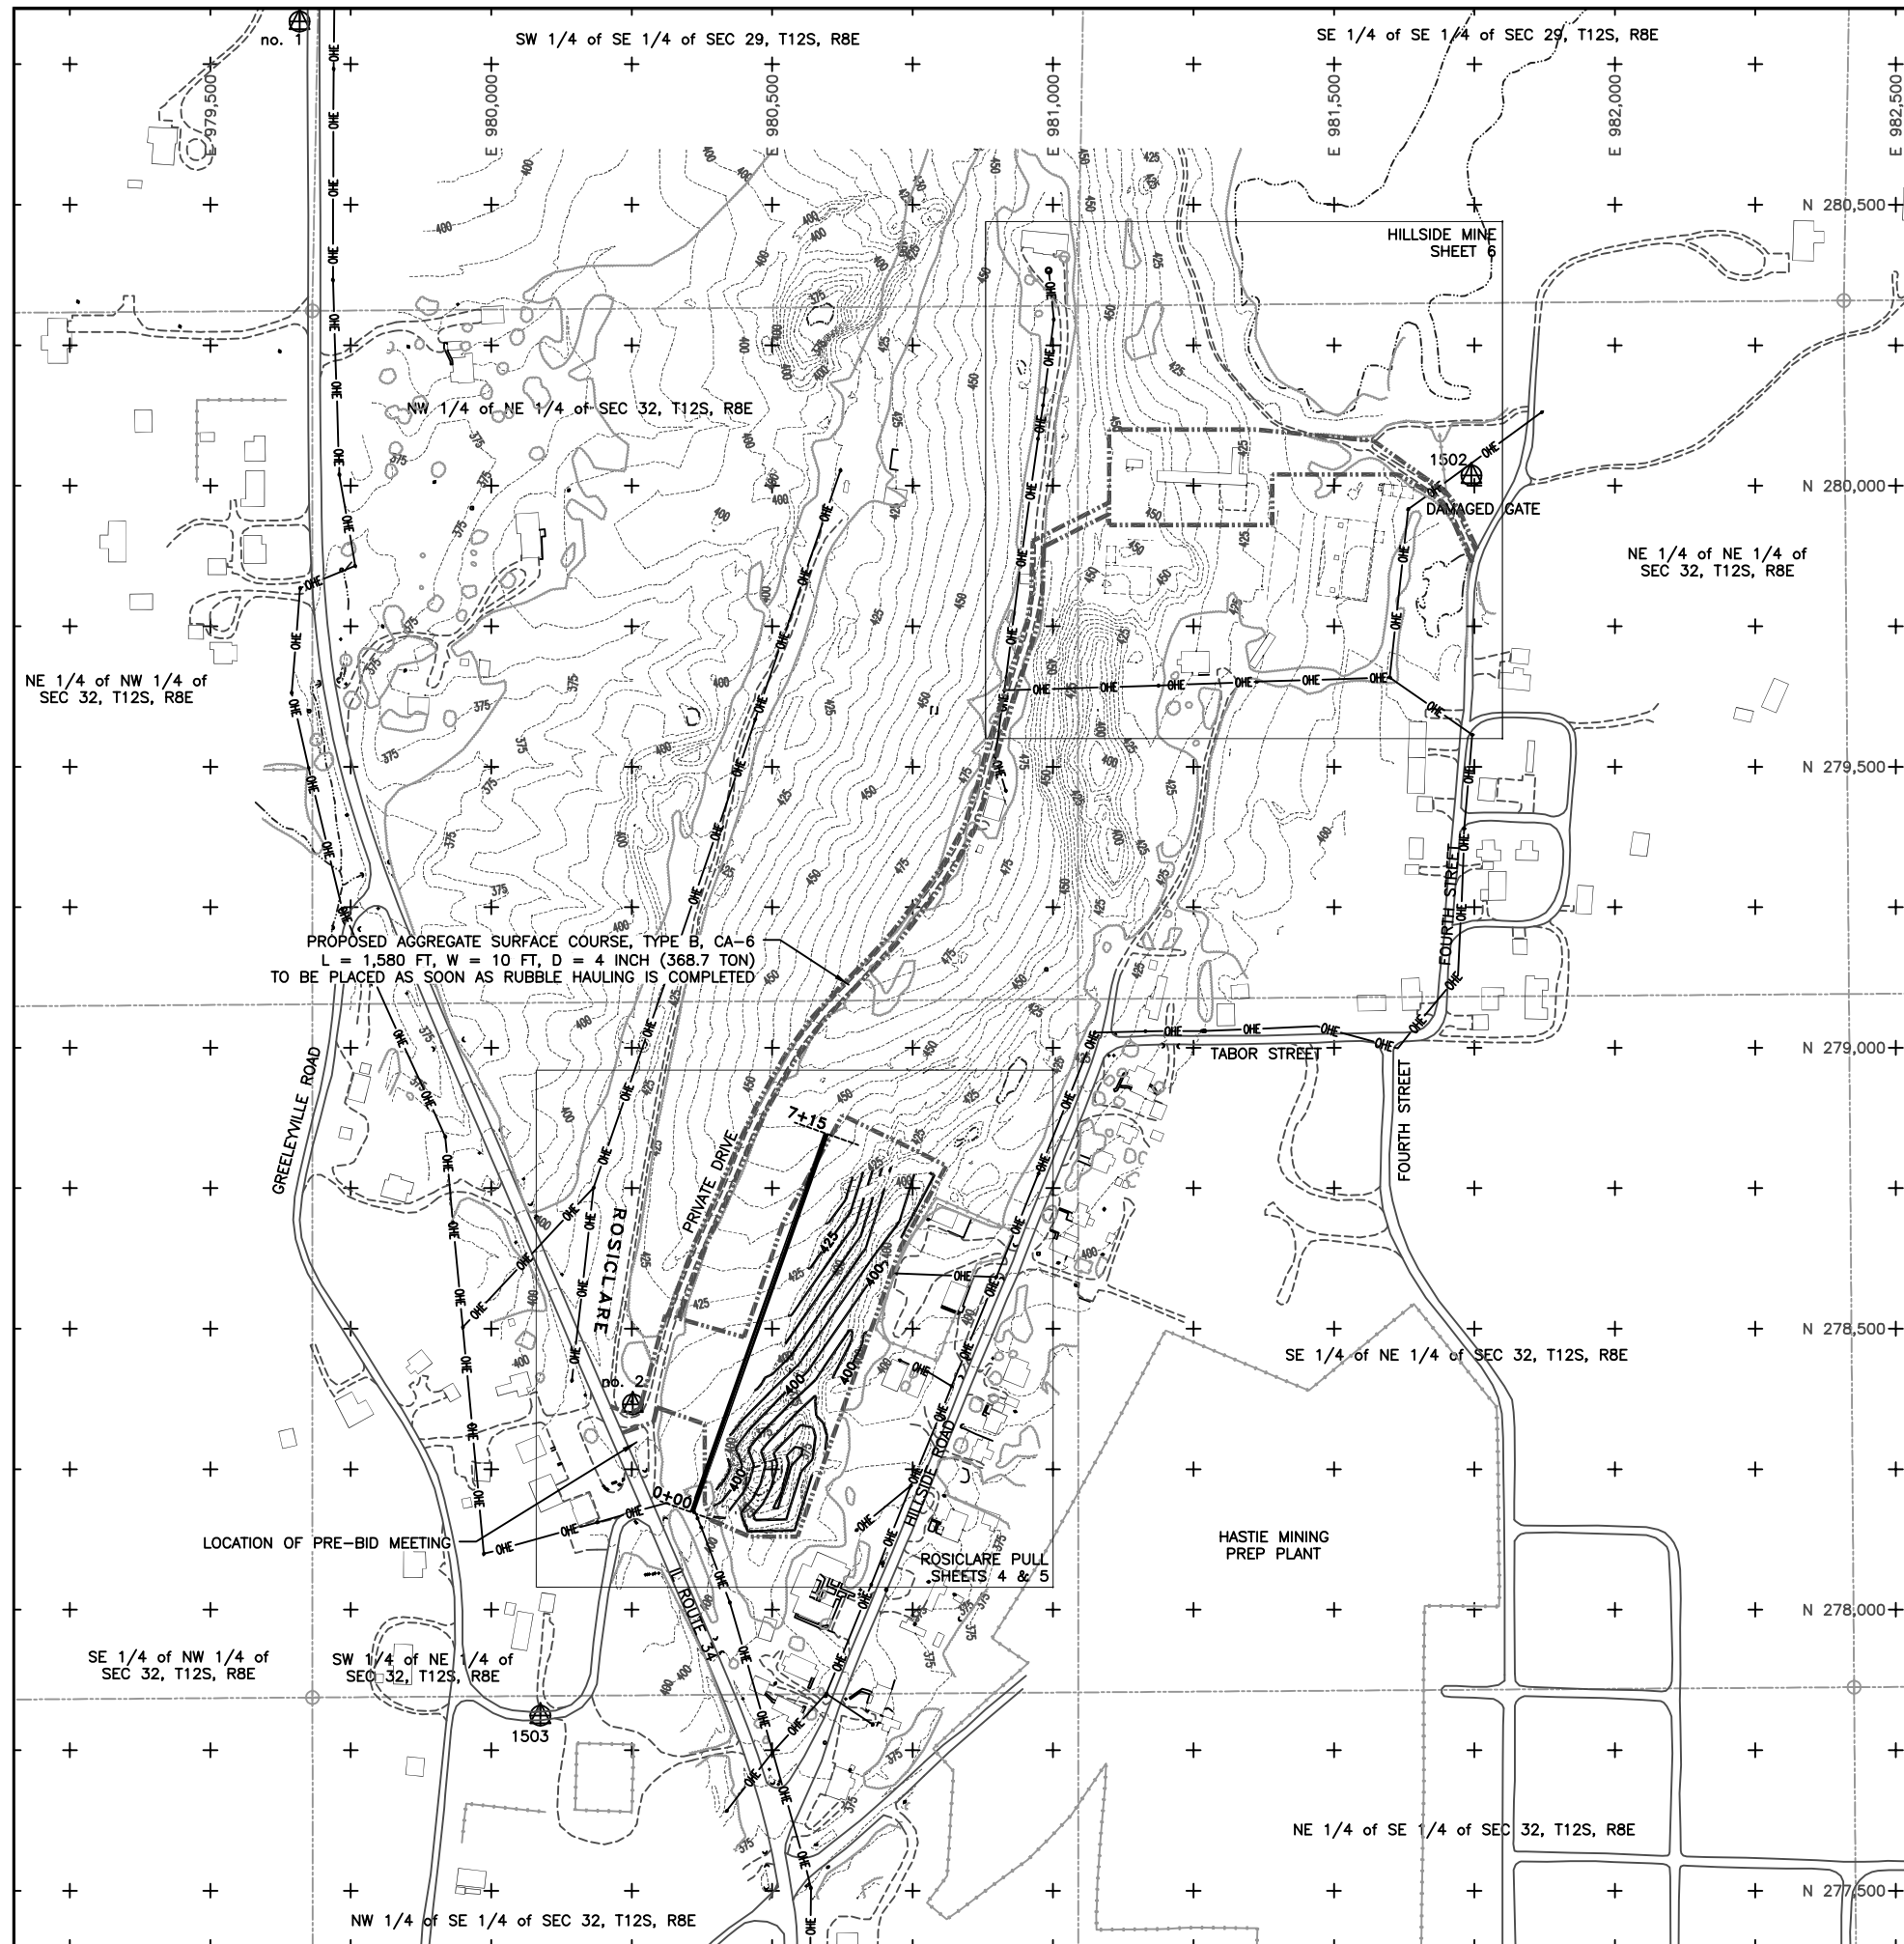 no. 1
SW 1/4 of SE 1/4 of SEC 29, T12S, R8E
SE 1/4 of SE 1/4 of SEC 29, T12S, R8E
E 979,500
E 980,000
E 980,500
E 981,000
E 981,500
E 982,000
E 982,500
N 280,500
HILLSIDE MINE
SHEET 6
NW 1/4 of NE 1/4 of SEC 32, T12S, R8E
1502
N 280,000
DAMAGED GATE
NE 1/4 of NE 1/4 of
SEC 32, T12S, R8E
NE 1/4 of NW 1/4 of
SEC 32, T12S, R8E
N 279,500
FOURTH STREET
PROPOSED AGGREGATE SURFACE COURSE, TYPE B, CA-6
L = 1,580 FT, W = 10 FT, D = 4 INCH (368.7 TON)
TO BE PLACED AS SOON AS RUBBLE HAULING IS COMPLETED
N 279,000
TABOR STREET
GREELEYVILLE ROAD
FOURTH STREET
7+15
PRIVATE DRIVE
ROSICLARE
425
400
N 278,500
SE 1/4 of NE 1/4 of SEC 32, T12S, R8E
no. 2
400
400
400
0+00
HILLSIDE ROAD
LOCATION OF PRE-BID MEETING
HASTIE MINING
PREP PLANT
ROSICLARE PULL
SHEETS 4 & 5
IL ROUTE 34
N 278,000
SE 1/4 of NW 1/4 of
SEC 32, T12S, R8E
SW 1/4 of NE 1/4 of
SEC 32, T12S, R8E
1503
NE 1/4 of SE 1/4 of SEC 32, T12S, R8E
N 277,500
NW 1/4 of SE 1/4 of SEC 32, T12S, R8E
OHE
375
400
425
450
475